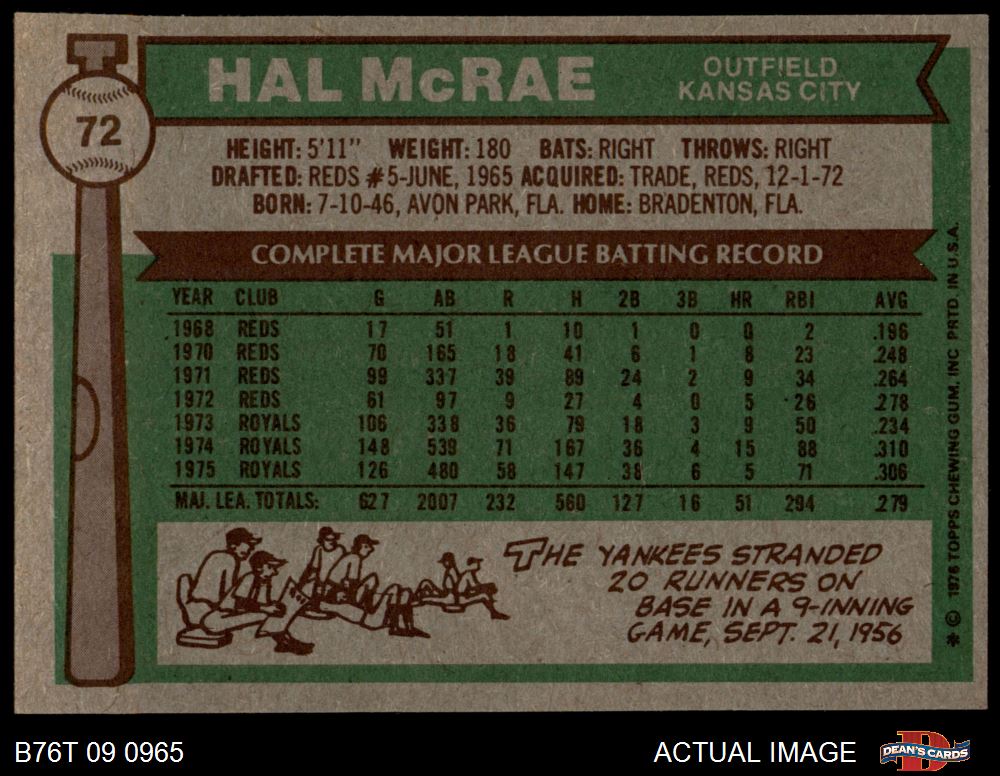 HAL McRAE
OUTFIELD
KANSAS CITY
72
HEIGHT: 5'11" WEIGHT: 180 BATS: RIGHT THROWS: RIGHT
DRAFTED: REDS #5-JUNE, 1965 ACQUIRED: TRADE, REDS, 12-1-72
BORN: 7-10-46, AVON PARK, FLA. HOME: BRADENTON, FLA.
COMPLETE MAJOR LEAGUE BATTING RECORD
YEAR CLUB G AB R H 2B 3B HR RBI AVG
1968 REDS 17 51 1 10 1 0 0 2 .196
1970 REDS 70 165 18 41 6 1 8 23 .248
1971 REDS 99 337 39 89 24 2 9 34 .264
1972 REDS 61 97 9 27 4 0 5 26 .278
1973 ROYALS 106 338 36 79 18 3 9 50 .234
1974 ROYALS 148 539 71 167 36 4 15 88 .310
1975 ROYALS 126 480 58 147 38 6 5 71 .306
MAJ. LEA. TOTALS: 627 2007 232 560 127 16 51 294 .279
THE YANKEES STRANDED
20 RUNNERS ON
BASE IN A 9-INNING
GAME, SEPT. 21, 1956
* © 1976 TOPPS CHEWING GUM, INC PRTD. IN U.S.A.
B76T 09 0965
ACTUAL IMAGE
DEAN'S CARDS